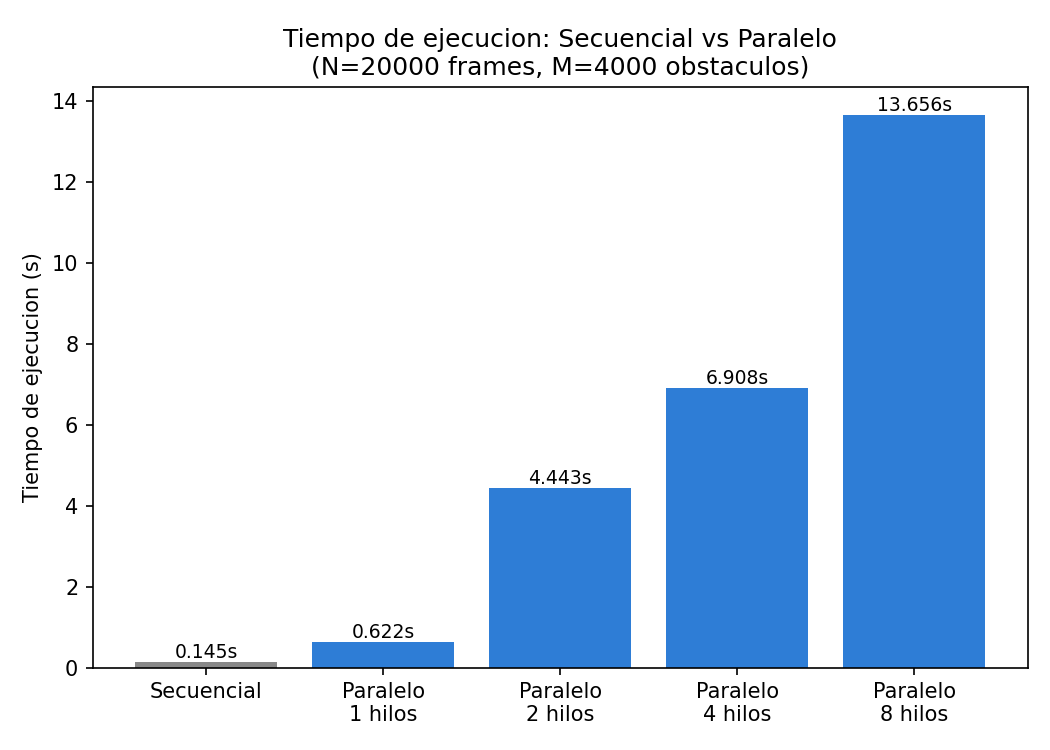 Tiempo de ejecucion: Secuencial vs Paralelo
(N=20000 frames, M=4000 obstaculos)
Tiempo de ejecucion (s)
14
12
10
8
6
4
2
0
0.145s
0.622s
4.443s
6.908s
13.656s
Secuencial
Paralelo
1 hilos
Paralelo
2 hilos
Paralelo
4 hilos
Paralelo
8 hilos